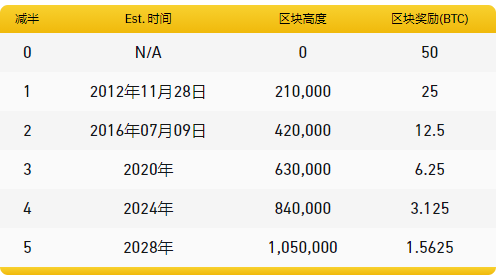 减半 Est. 时间 区块高度 区块奖励(BTC)
0 N/A 0 50
1 2012年11月28日 210,000 25
2 2016年07月09日 420,000 12.5
3 2020年 630,000 6.25
4 2024年 840,000 3.125
5 2028年 1,050,000 1.5625